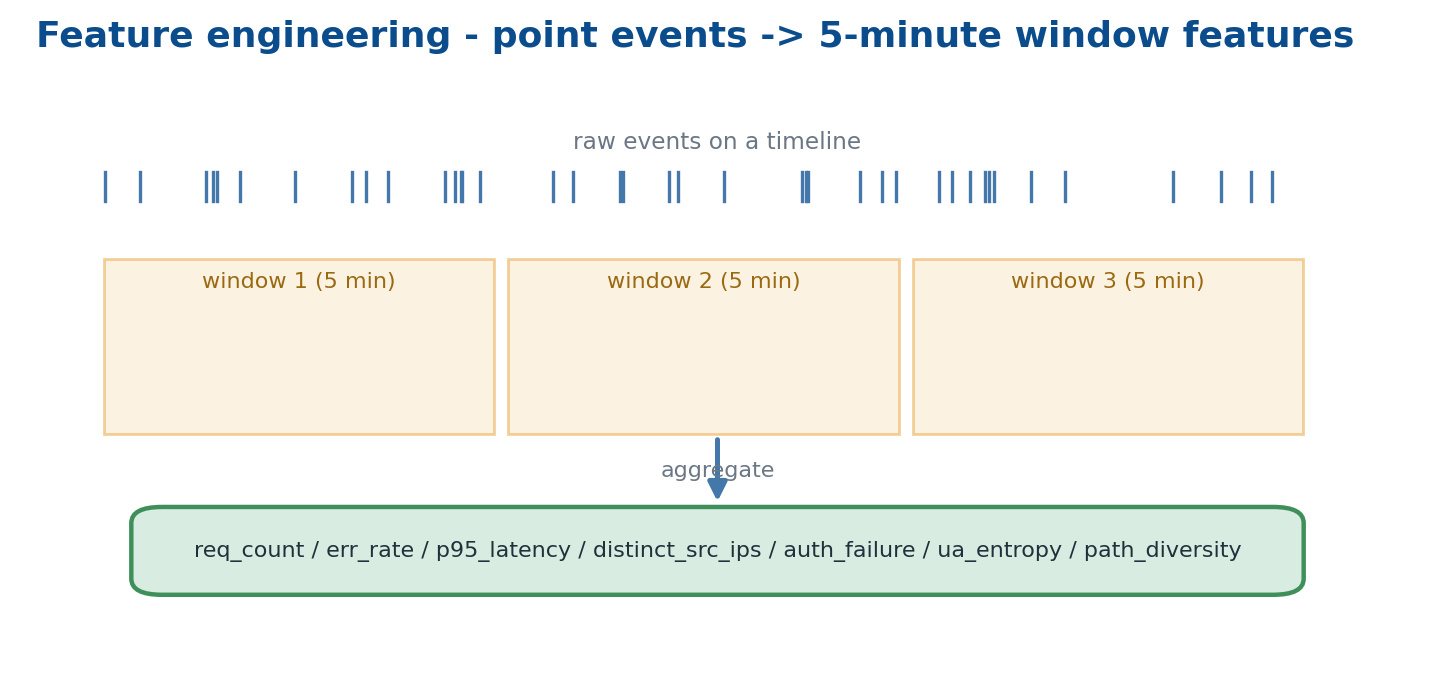 Feature engineering - point events -> 5-minute window features
raw events on a timeline
window 1 (5 min)
window 2 (5 min)
window 3 (5 min)
aggregate
req_count / err_rate / p95_latency / distinct_src_ips / auth_failure / ua_entropy / path_diversity